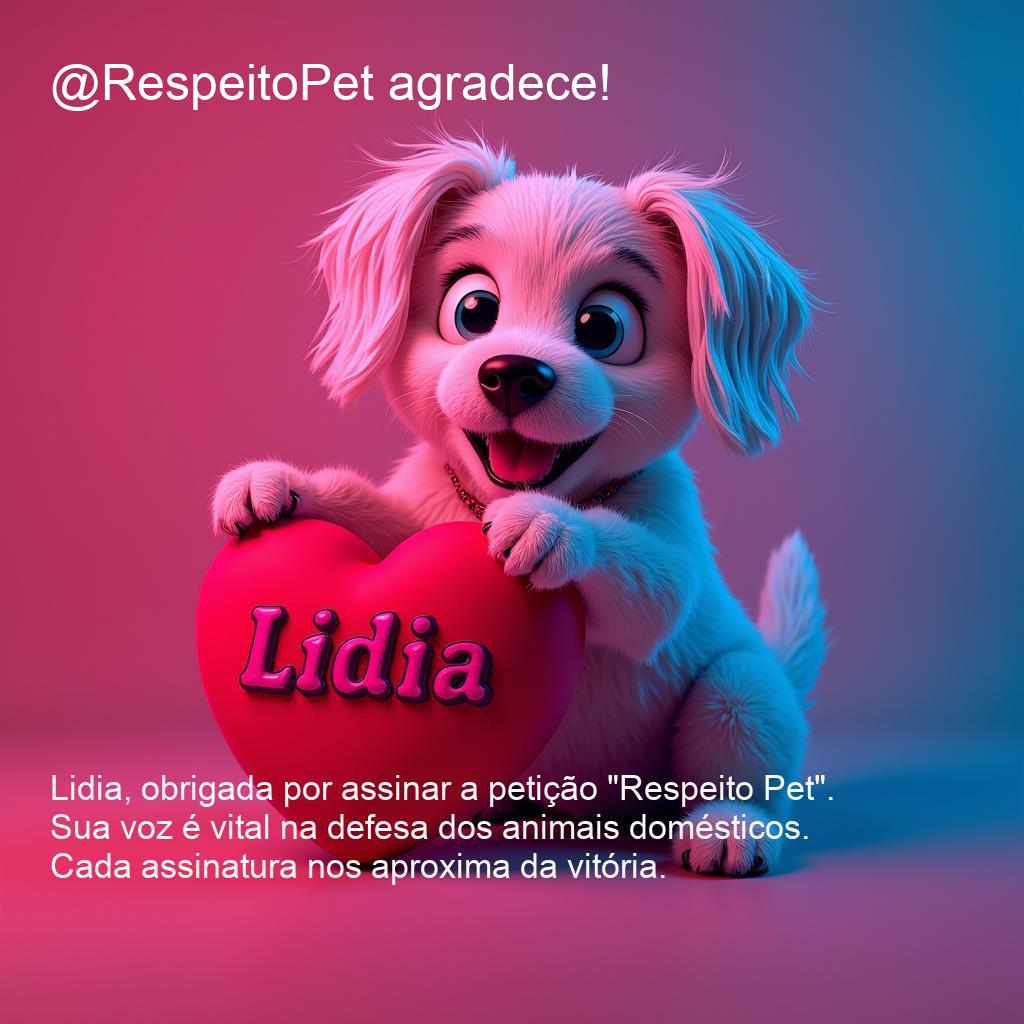 @RespeitoPet agradece!
Lidia
Lidia, obrigada por assinar a petição "Respeito Pet".
Sua voz é vital na defesa dos animais domésticos.
Cada assinatura nos aproxima da vitória.